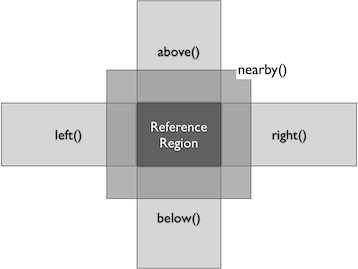 above()
nearby()
left()
Reference
Region
right()
below()